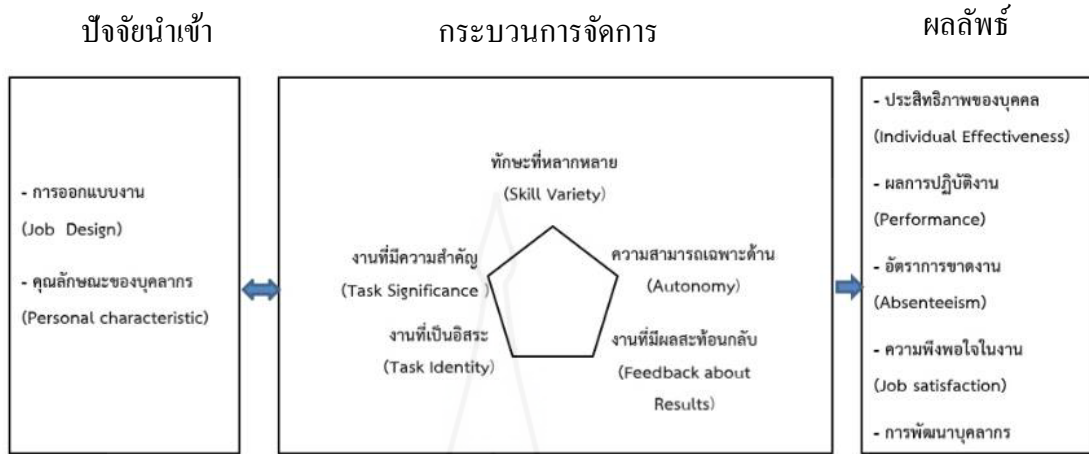 ปัจจัยนำเข้า
กระบวนการจัดการ
ผลลัพธ์
- การออกแบบงาน
(Job Design)
- คุณลักษณะของบุคลากร
(Personal characteristic)
ทักษะที่หลากหลาย
(Skill Variety)
งานที่มีความสำคัญ
(Task Significance )
ความสามารถเฉพาะด้าน
(Autonomy)
งานที่เป็นอิสระ
(Task Identity)
งานที่มีผลสะท้อนกลับ
(Feedback about
Results)
- ประสิทธิภาพของบุคคล
(Individual Effectiveness)
- ผลการปฏิบัติงาน
(Performance)
- อัตราการขาดงาน
(Absenteeism)
- ความพึงพอใจในงาน
(Job satisfaction)
- การพัฒนาบุคลากร